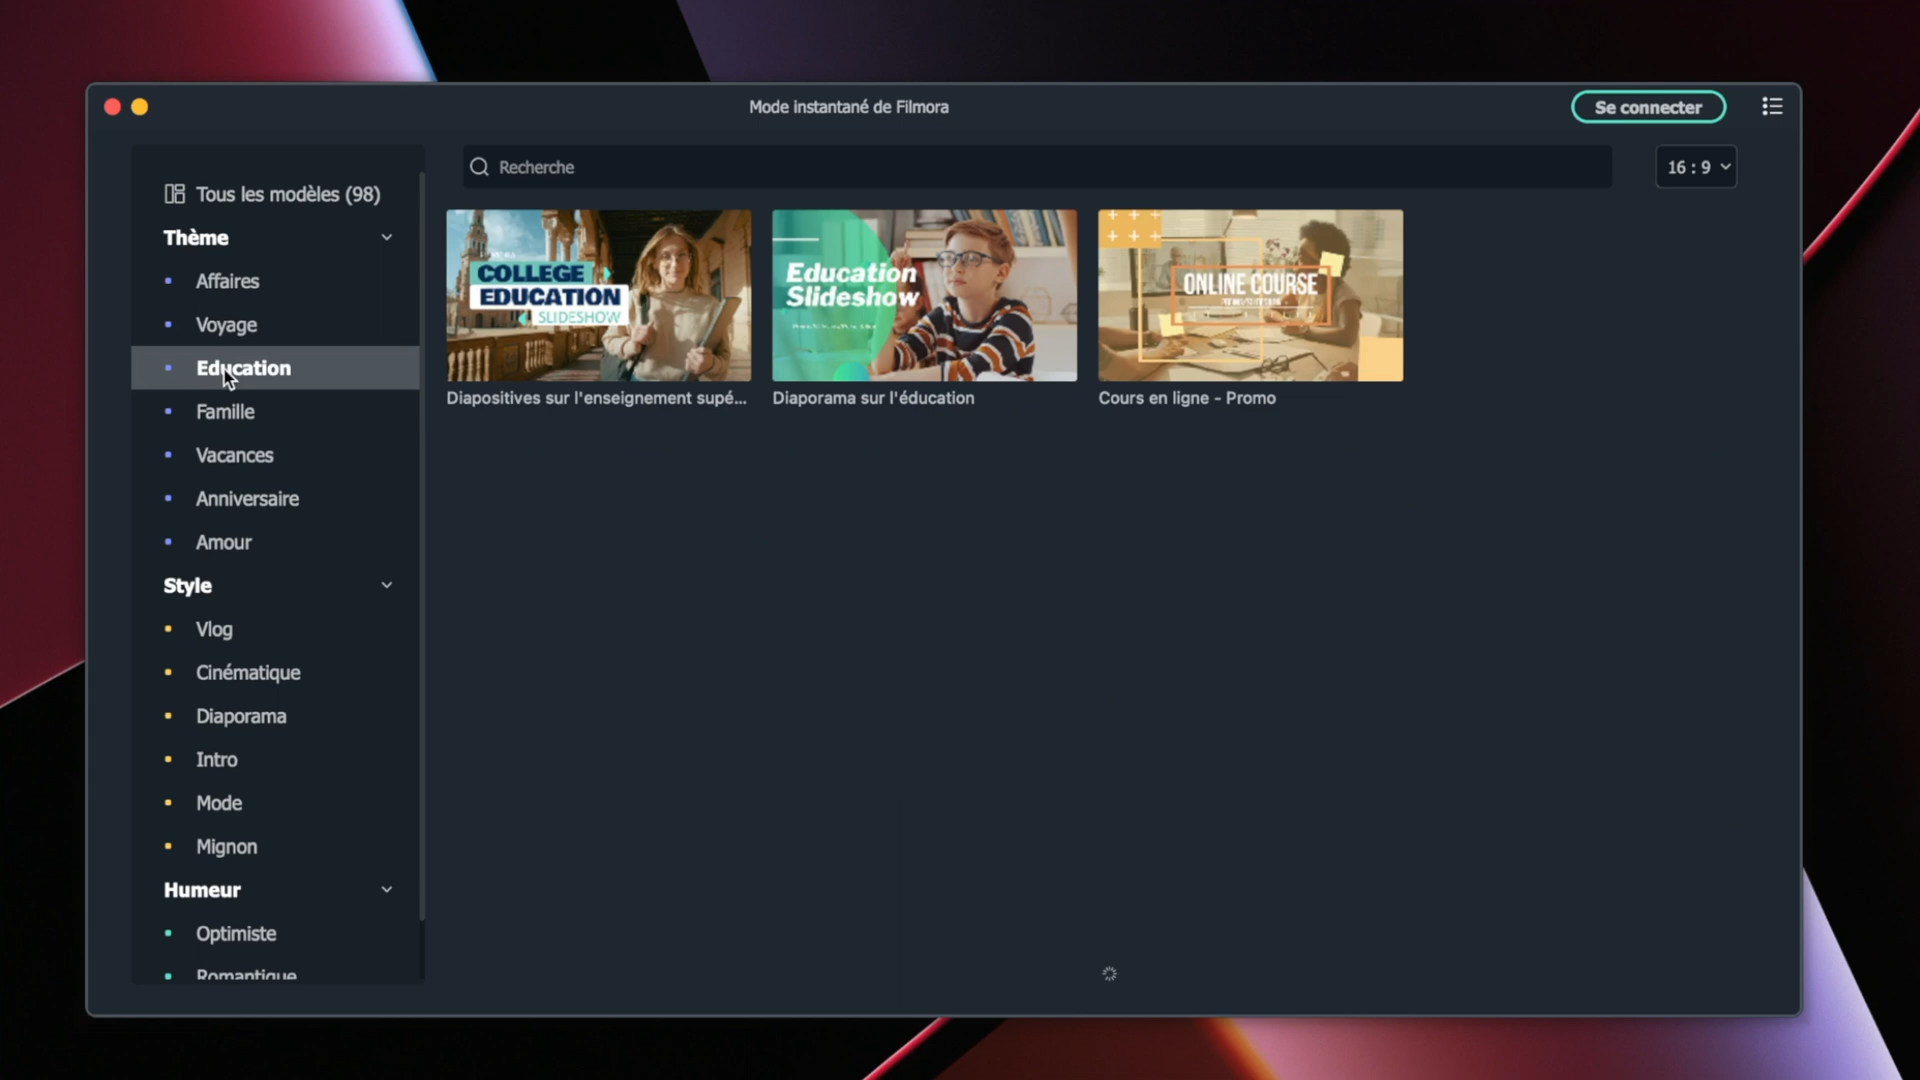 Mode instantané de Filmora
Se connecter
Recherche
16 : 9
Tous les modèles (98)
Thème
Affaires
Voyage
Education
Famille
Vacances
Anniversaire
Amour
Style
Vlog
Cinématique
Diaporama
Intro
Mode
Mignon
Humeur
Optimiste
Romantique
COLLEGE
EDUCATION
SLIDESHOW
Diapositives sur l'enseignement supé...
Education
Slideshow
Diaporama sur l'éducation
ONLINE COURSE
Cours en ligne - Promo